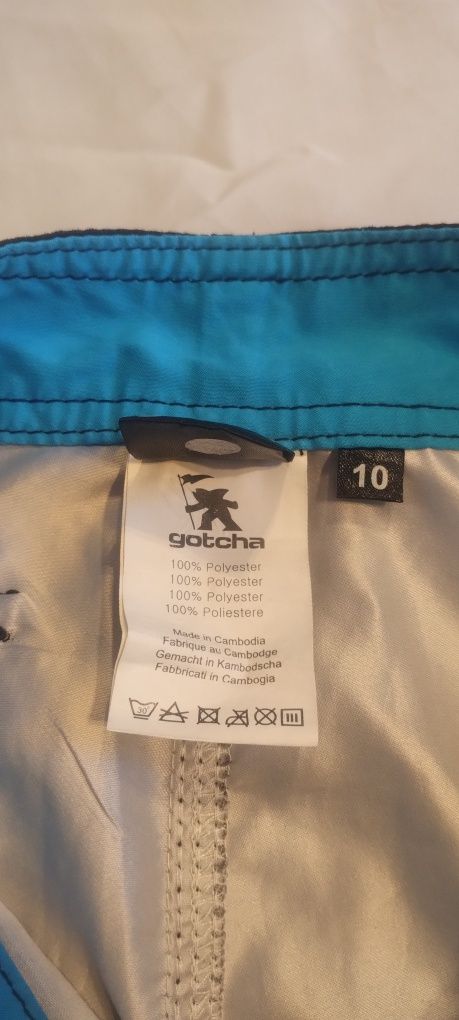 10
gotcha
100% Polyester
100% Polyester
100% Polyester
100% Poliestere
Made in Cambodia
Fabrique au Cambodge
Gemacht in Kambodscha
Fabbricati in Cambogia
30°